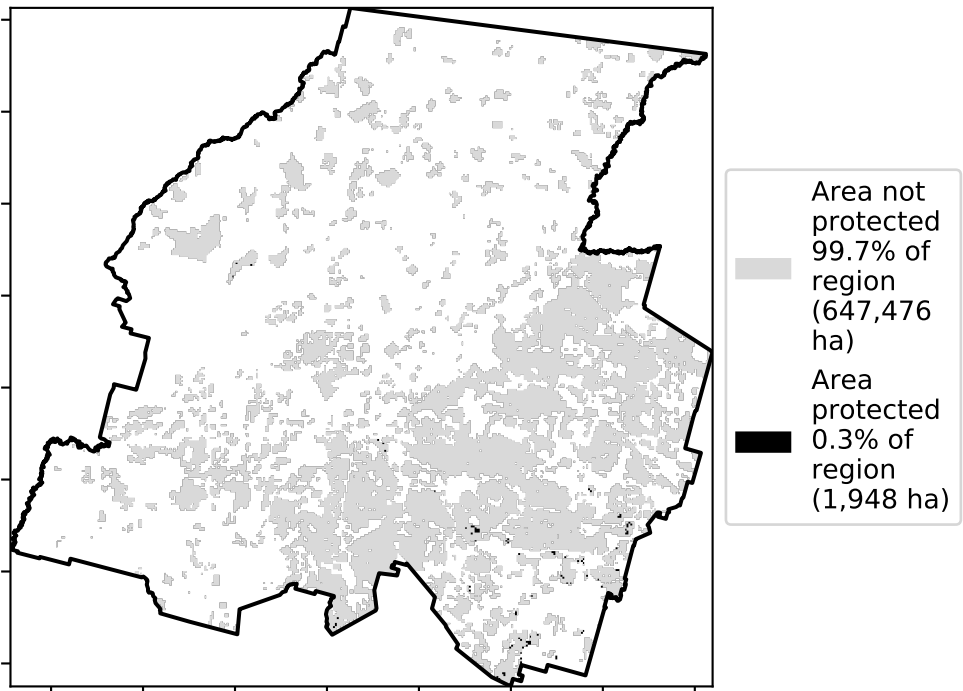 Area not
protected
99.7% of
region
(647,476
ha)
Area
protected
0.3% of
region
(1,948 ha)